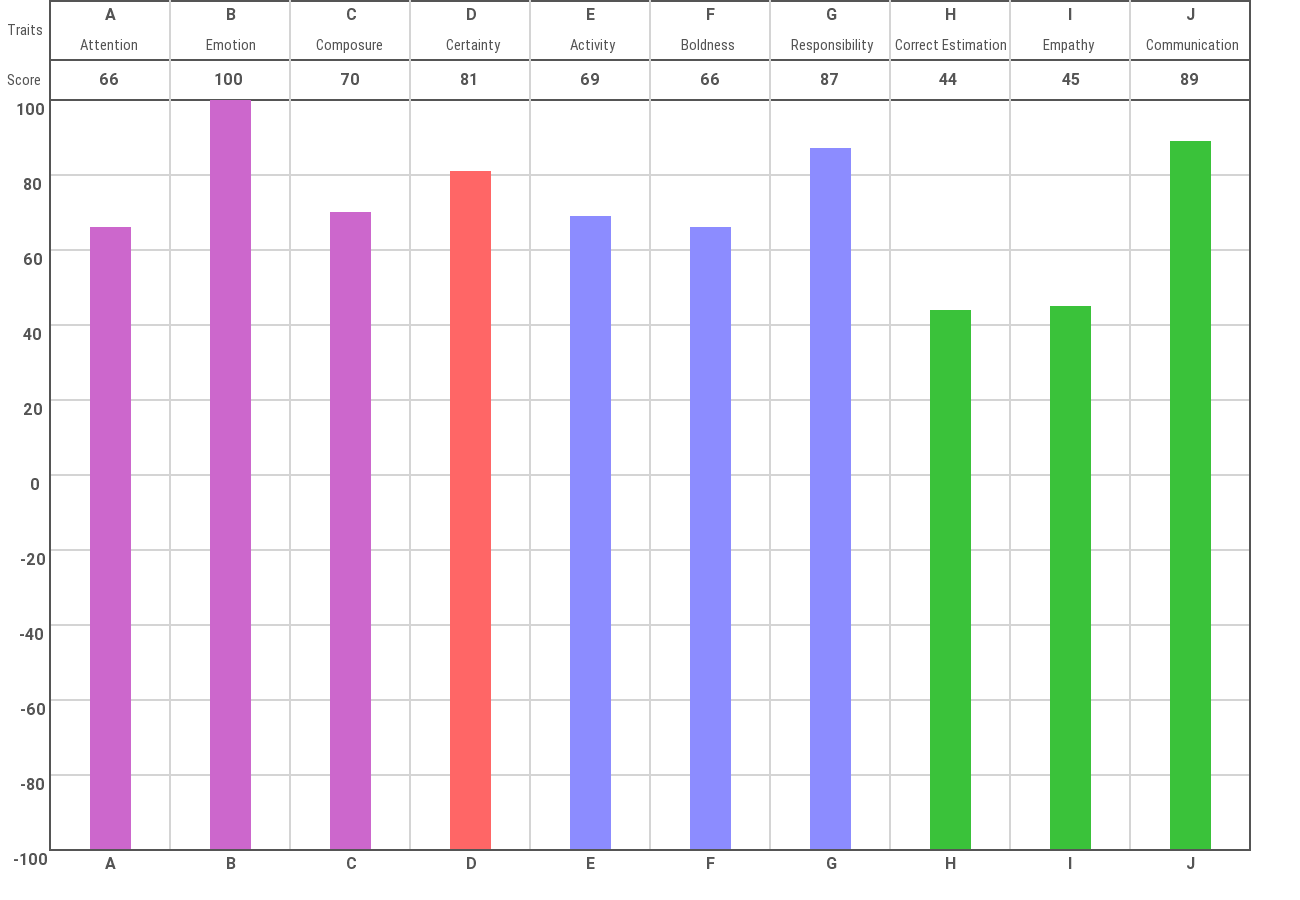 Traits A B C D E F G H I J
Attention Emotion Composure Certainty Activity Boldness Responsibility Correct Estimation Empathy Communication
Score 66 100 70 81 69 66 87 44 45 89
100
80
60
40
20
0
-20
-40
-60
-80
-100
A B C D E F G H I J